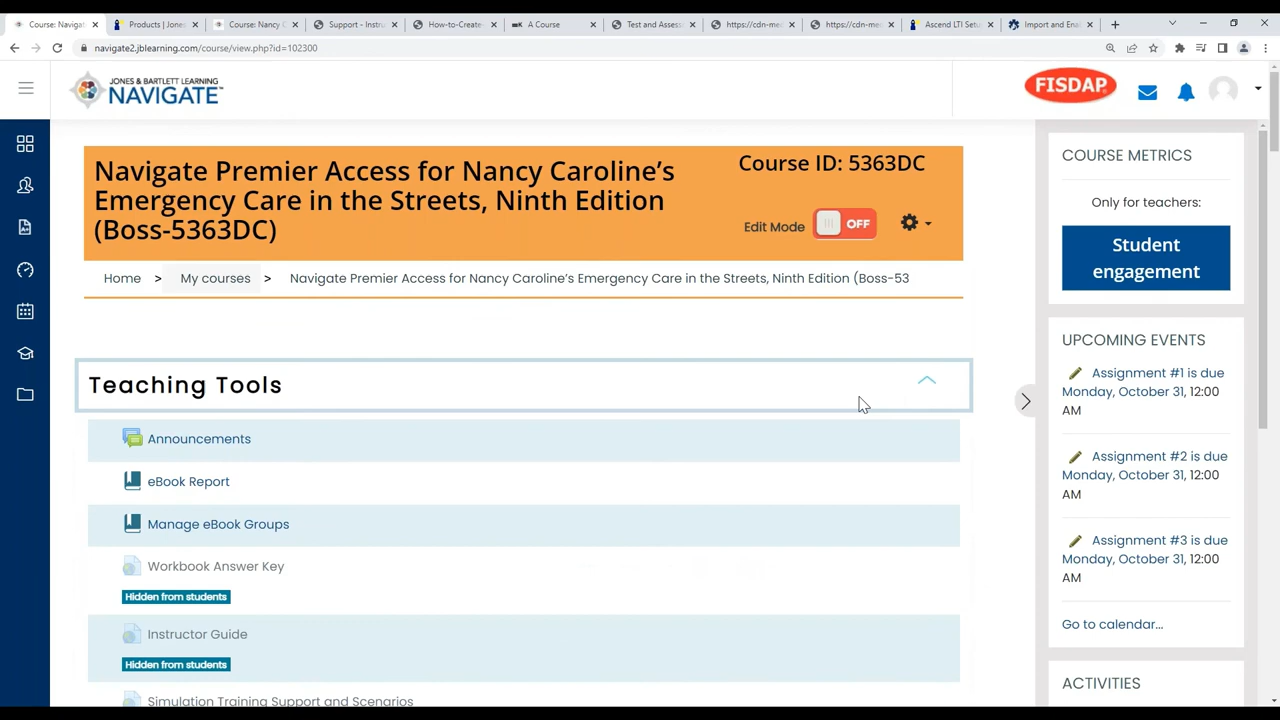 Course: Navigat
Products | Jone
Course: Nancy C
Support - Instru
How-to-Create-
A Course
Test and Assess
https://cdn-med
https://cdn-med
Ascend LTI Setu
Import and Ena
navigate2.jblearning.com/course/view.php?id=102300
JONES & BARTLETT LEARNING
NAVIGATE
FISDAP
Navigate Premier Access for Nancy Caroline’s
Emergency Care in the Streets, Ninth Edition
(Boss-5363DC)
Course ID: 5363DC
Edit Mode
OFF
Home > My courses > Navigate Premier Access for Nancy Caroline’s Emergency Care in the Streets, Ninth Edition (Boss-53
Teaching Tools
Announcements
eBook Report
Manage eBook Groups
Workbook Answer Key
Hidden from students
Instructor Guide
Hidden from students
Simulation Training Support and Scenarios
COURSE METRICS
Only for teachers:
Student
engagement
UPCOMING EVENTS
Assignment #1 is due
Monday, October 31, 12:00
AM
Assignment #2 is due
Monday, October 31, 12:00
AM
Assignment #3 is due
Monday, October 31, 12:00
AM
Go to calendar...
ACTIVITIES